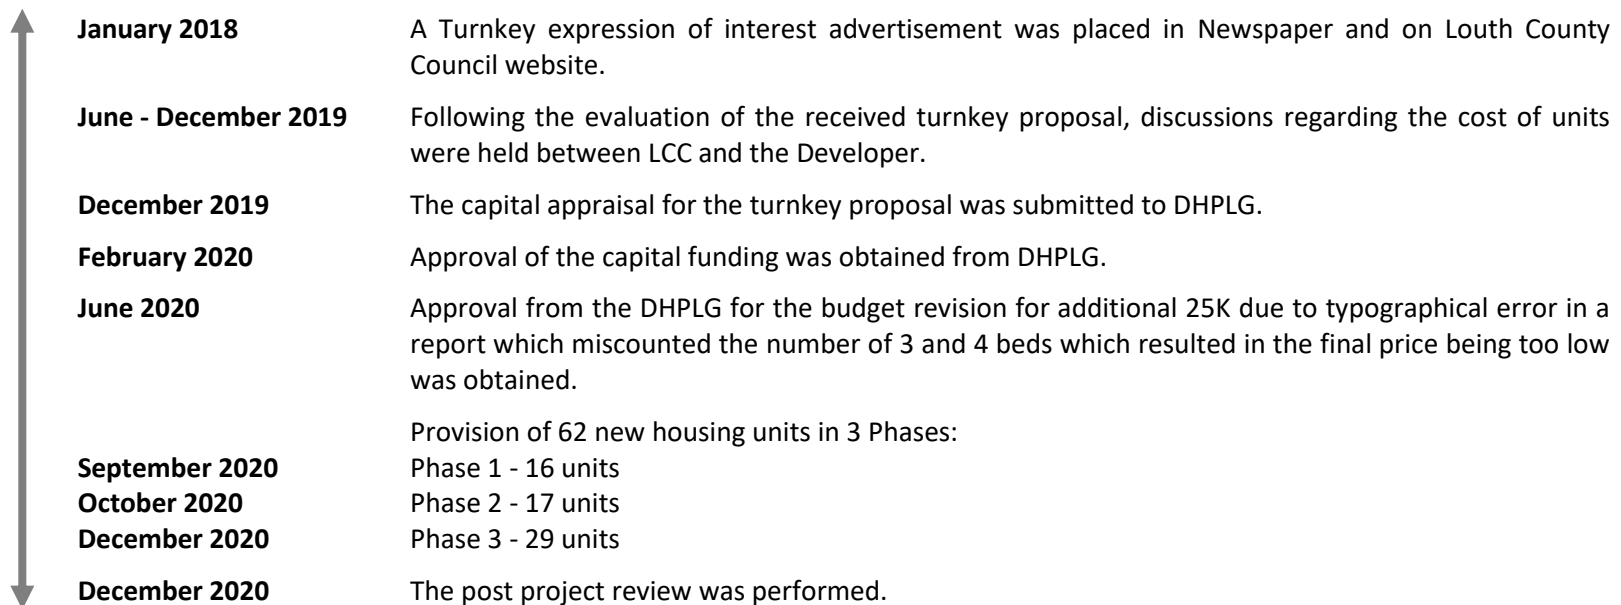 January 2018 A Turnkey expression of interest advertisement was placed in Newspaper and on Louth County
Council website.
June - December 2019 Following the evaluation of the received turnkey proposal, discussions regarding the cost of units
were held between LCC and the Developer.
December 2019 The capital appraisal for the turnkey proposal was submitted to DHPLG.
February 2020 Approval of the capital funding was obtained from DHPLG.
June 2020 Approval from the DHPLG for the budget revision for additional 25K due to typographical error in a
report which miscounted the number of 3 and 4 beds which resulted in the final price being too low
was obtained.
Provision of 62 new housing units in 3 Phases:
September 2020 Phase 1 - 16 units
October 2020 Phase 2 - 17 units
December 2020 Phase 3 - 29 units
December 2020 The post project review was performed.